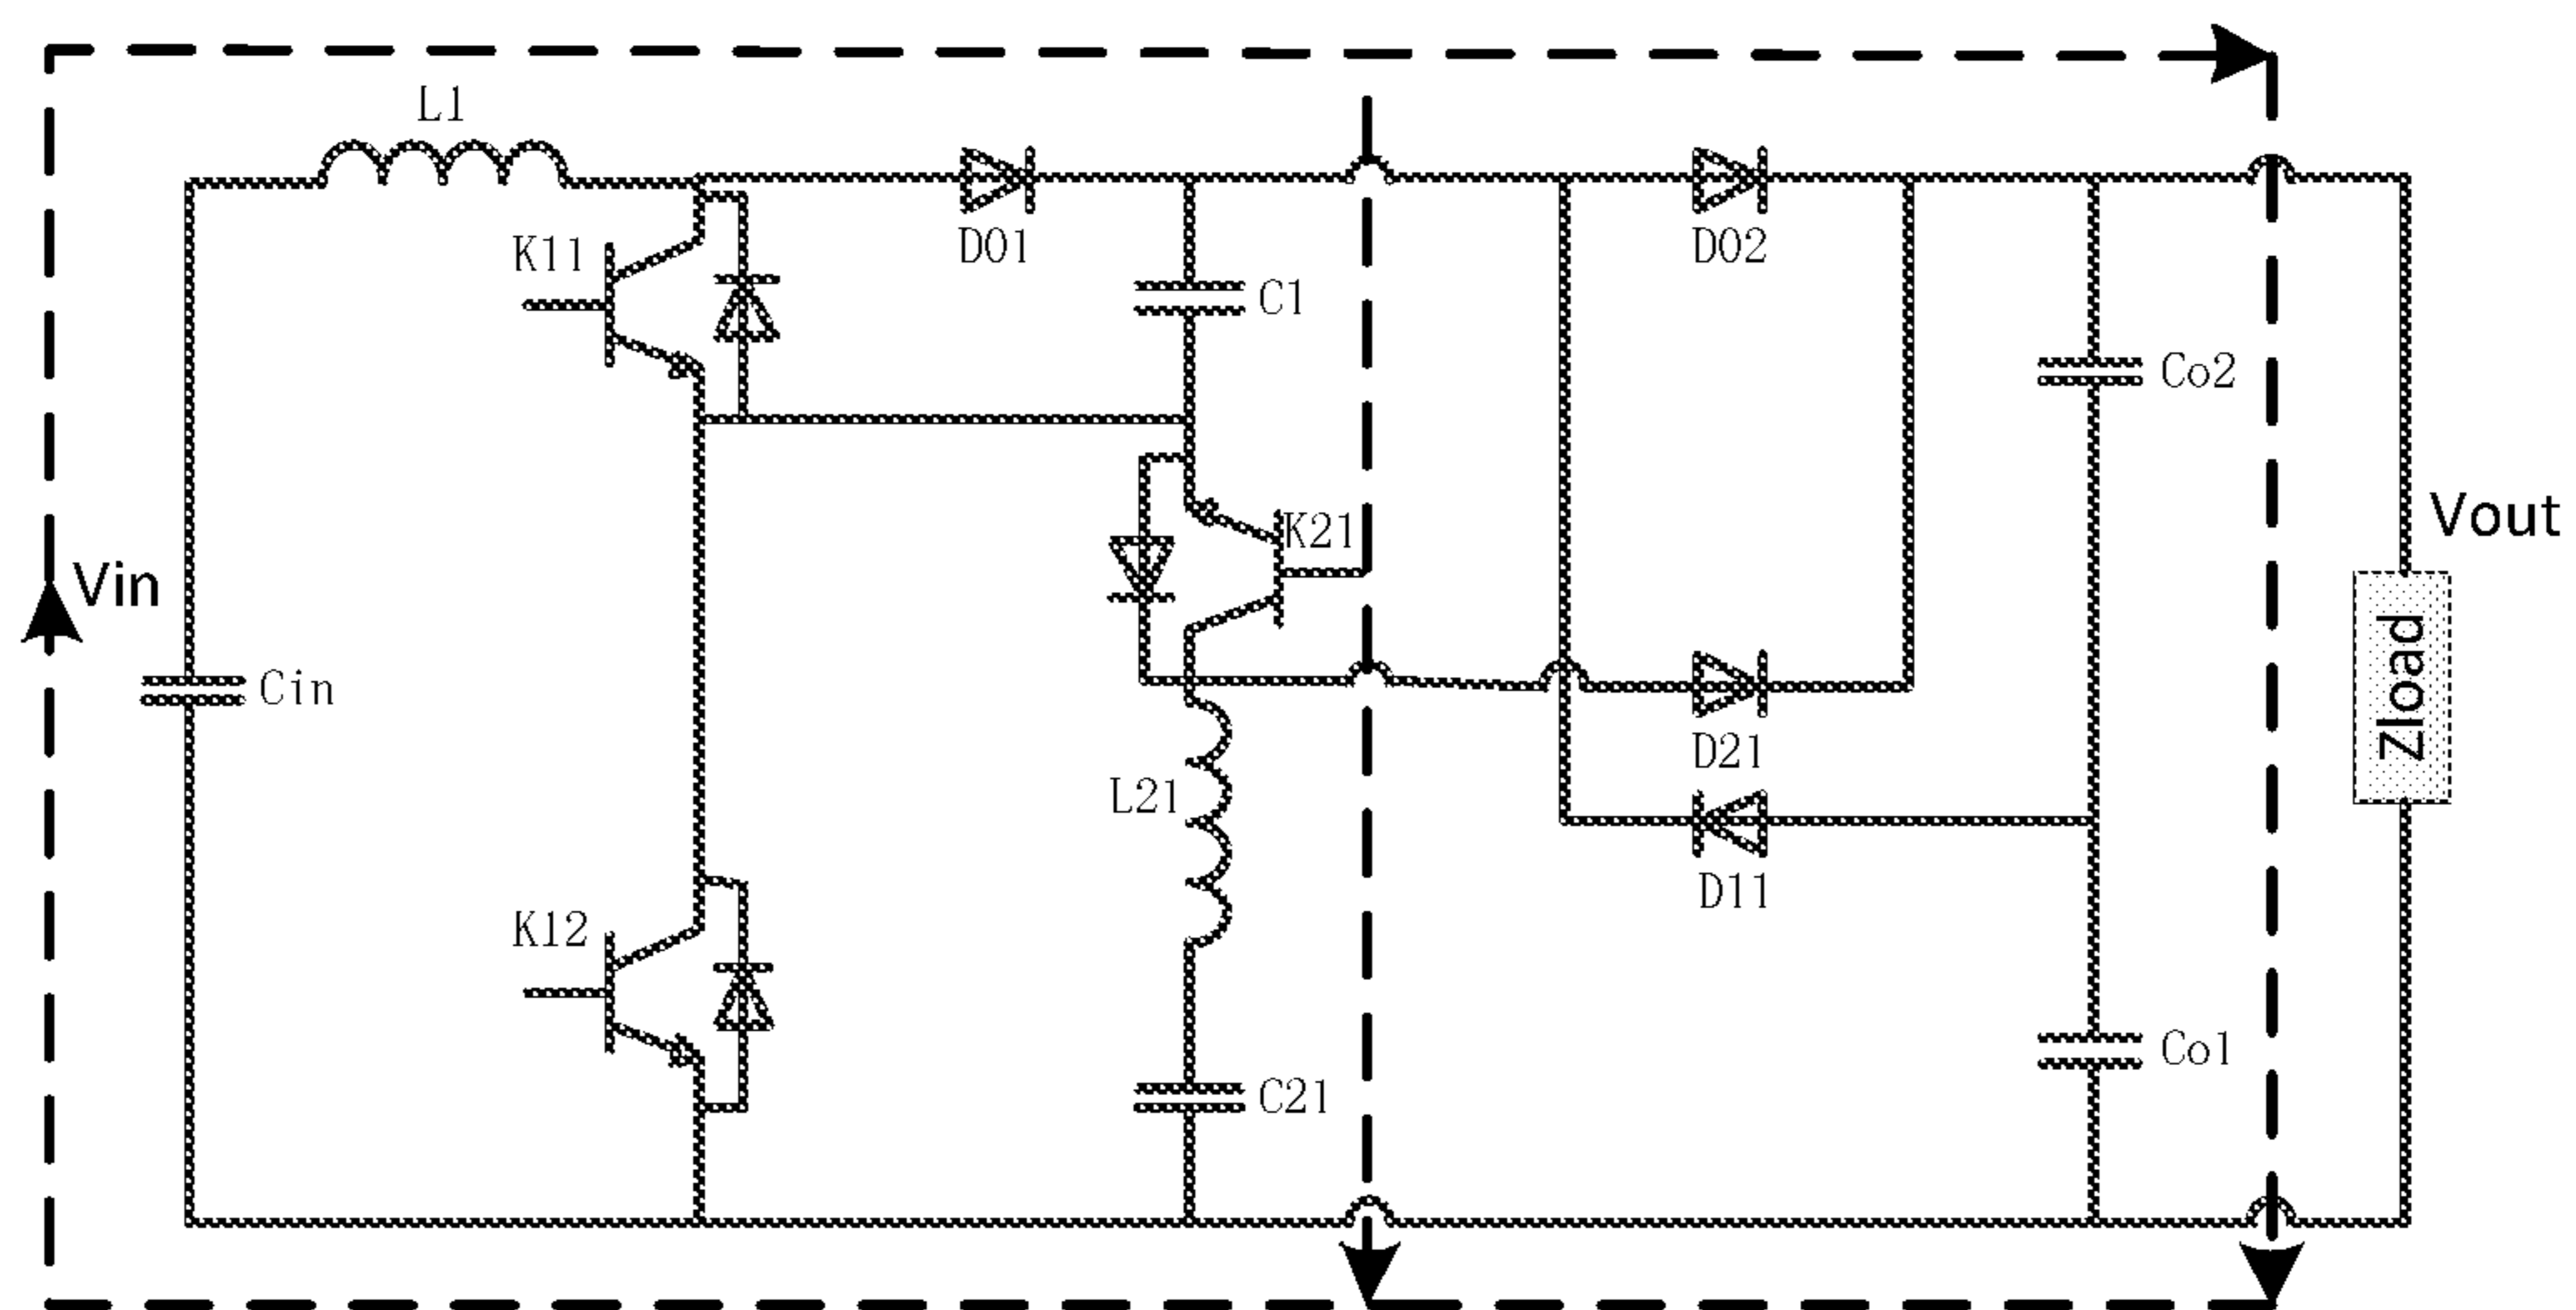 L1
K11
D01
D02
C1
Co2
K21
Vout
Vin
Cin
Zload
D21
L21
D11
K12
Co1
C21